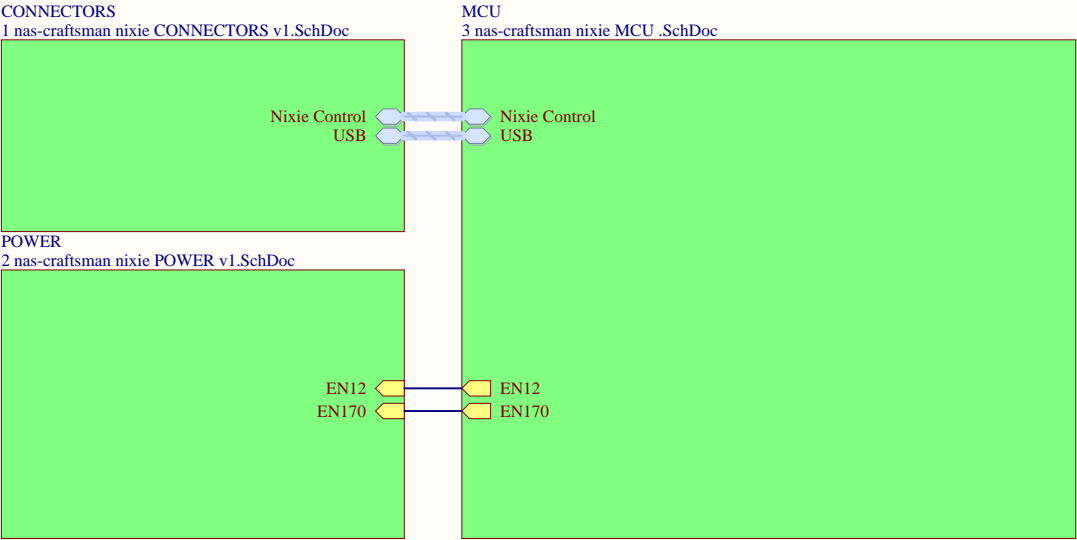 CONNECTORS
1 nas-craftsman nixie CONNECTORS v1.SchDoc
Nixie Control
USB
MCU
3 nas-craftsman nixie MCU .SchDoc
Nixie Control
USB
EN12
EN170
POWER
2 nas-craftsman nixie POWER v1.SchDoc
EN12
EN170